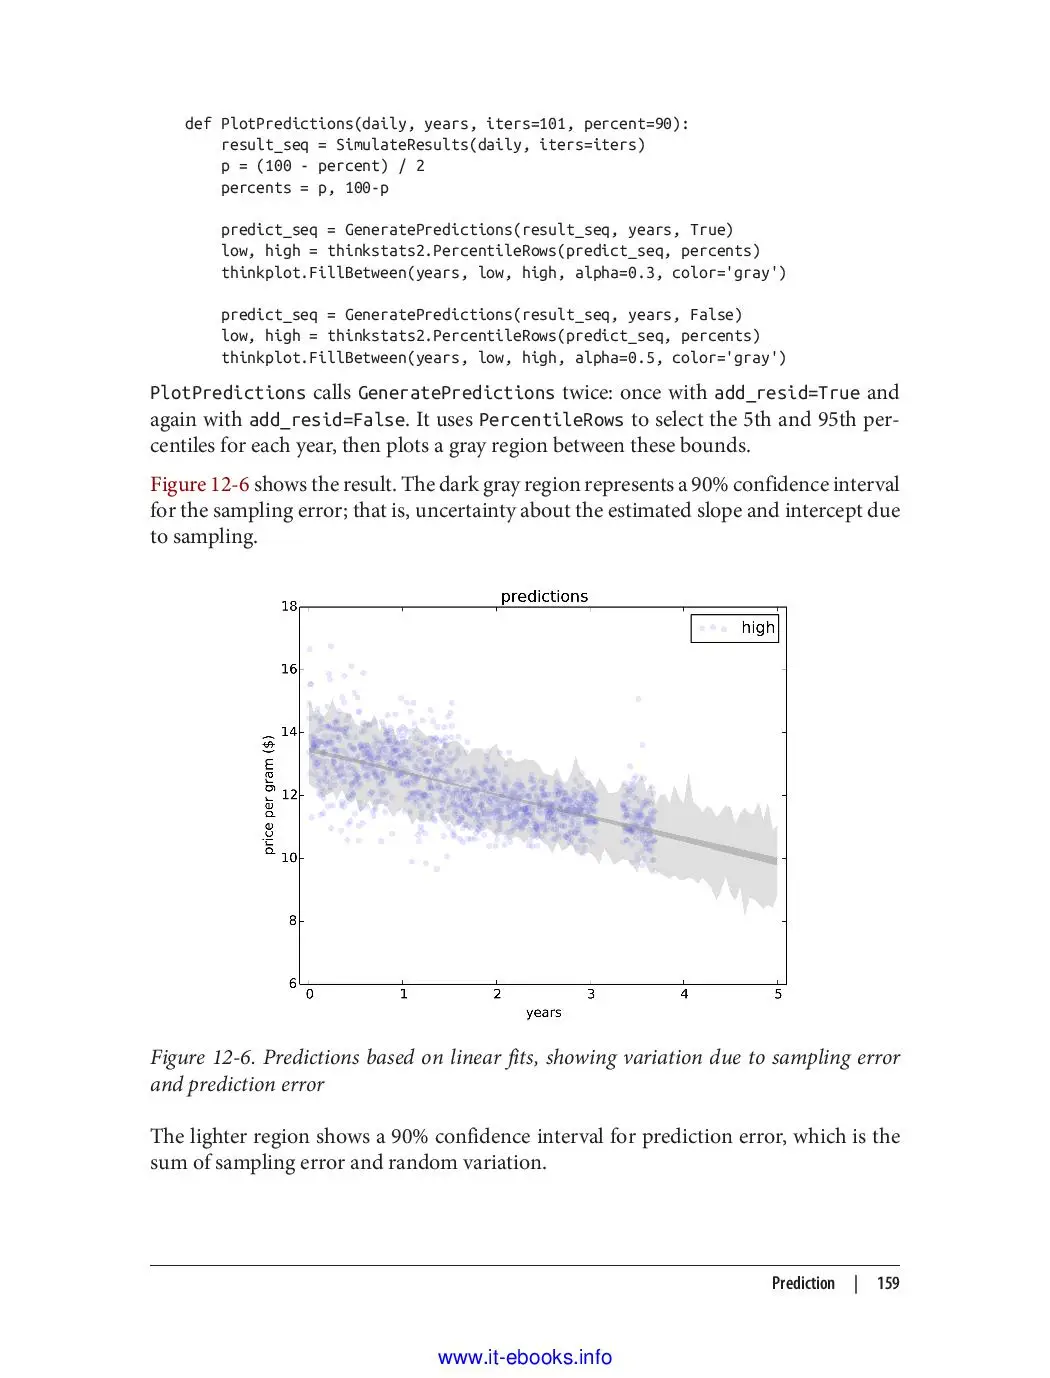 def PlotPredictions(daily, years, iters=101, percent=90):
    result_seq = SimulateResults(daily, iters=iters)
    p = (100 - percent) / 2
    percents = p, 100-p
    predict_seq = GeneratePredictions(result_seq, years, True)
    low, high = thinkstats2.PercentileRows(predict_seq, percents)
    thinkplot.FillBetween(years, low, high, alpha=0.3, color='gray')
    predict_seq = GeneratePredictions(result_seq, years, False)
    low, high = thinkstats2.PercentileRows(predict_seq, percents)
    thinkplot.FillBetween(years, low, high, alpha=0.5, color='gray')
PlotPredictions calls GeneratePredictions twice: once with add_resid=True and
again with add_resid=False. It uses PercentileRows to select the 5th and 95th per-
centiles for each year, then plots a gray region between these bounds.
Figure 12-6 shows the result. The dark gray region represents a 90% confidence interval
for the sampling error; that is, uncertainty about the estimated slope and intercept due
to sampling.
predictions
high
18
16
14
12
10
8
6
price per gram ($)
0 1 2 3 4 5
years
Figure 12-6. Predictions based on linear fits, showing variation due to sampling error
and prediction error
The lighter region shows a 90% confidence interval for prediction error, which is the
sum of sampling error and random variation.
Prediction | 159
www.it-ebooks.info